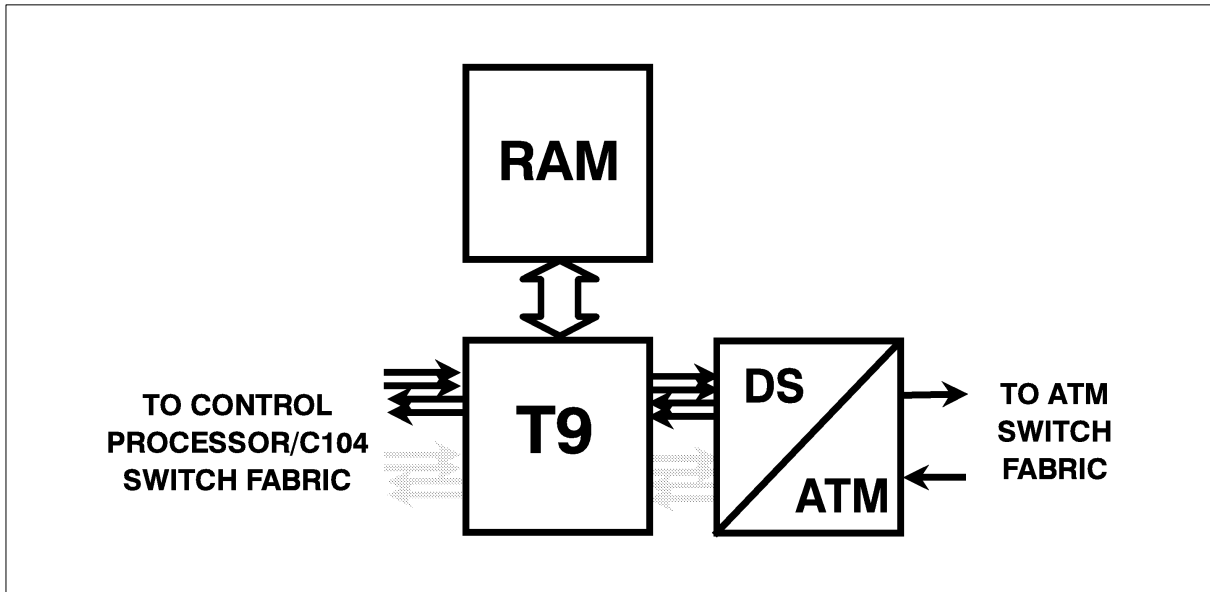 RAM
TO CONTROL
PROCESSOR/C104
SWITCH FABRIC
T9
DS
ATM
TO ATM
SWITCH
FABRIC